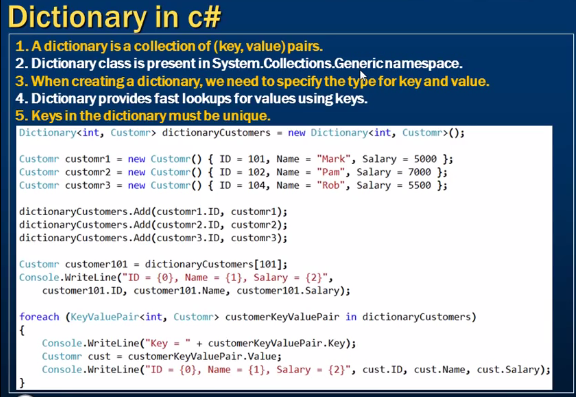 Dictionary in c#
1. A dictionary is a collection of (key, value) pairs.
2. Dictionary class is present in System.Collections.Generic namespace.
3. When creating a dictionary, we need to specify the type for key and value.
4. Dictionary provides fast lookups for values using keys.
5. Keys in the dictionary must be unique.
Dictionary<int, Customr> dictionaryCustomers = new Dictionary<int, Customr>();
Customr customr1 = new Customr() { ID = 101, Name = "Mark", Salary = 5000 };
Customr customr2 = new Customr() { ID = 102, Name = "Pam", Salary = 7000 };
Customr customr3 = new Customr() { ID = 104, Name = "Rob", Salary = 5500 };
dictionaryCustomers.Add(customr1.ID, customr1);
dictionaryCustomers.Add(customr2.ID, customr2);
dictionaryCustomers.Add(customr3.ID, customr3);
Customr customer101 = dictionaryCustomers[101];
Console.WriteLine("ID = {0}, Name = {1}, Salary = {2}",
customer101.ID, customer101.Name, customer101.Salary);
foreach (KeyValuePair<int, Customr> customerKeyValuePair in dictionaryCustomers)
{
Console.WriteLine("Key = " + customerKeyValuePair.Key);
Customr cust = customerKeyValuePair.Value;
Console.WriteLine("ID = {0}, Name = {1}, Salary = {2}", cust.ID, cust.Name, cust.Salary);
}